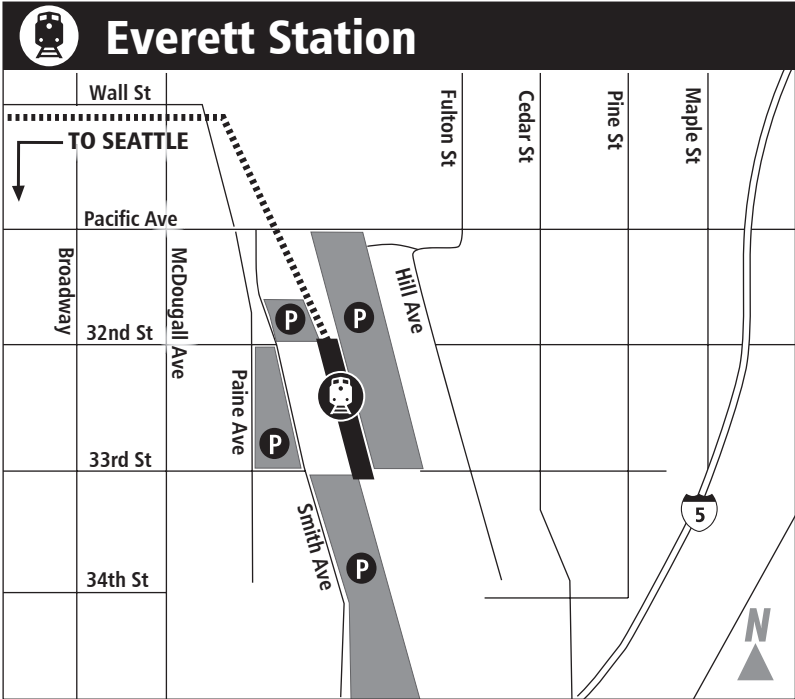 Everett Station
Wall St
TO SEATTLE
Fulton St
Cedar St
Pine St
Maple St
Pacific Ave
Broadway
McDougall Ave
Hill Ave
P
P
32nd St
Paine Ave
P
33rd St
5
Smith Ave
P
34th St
N